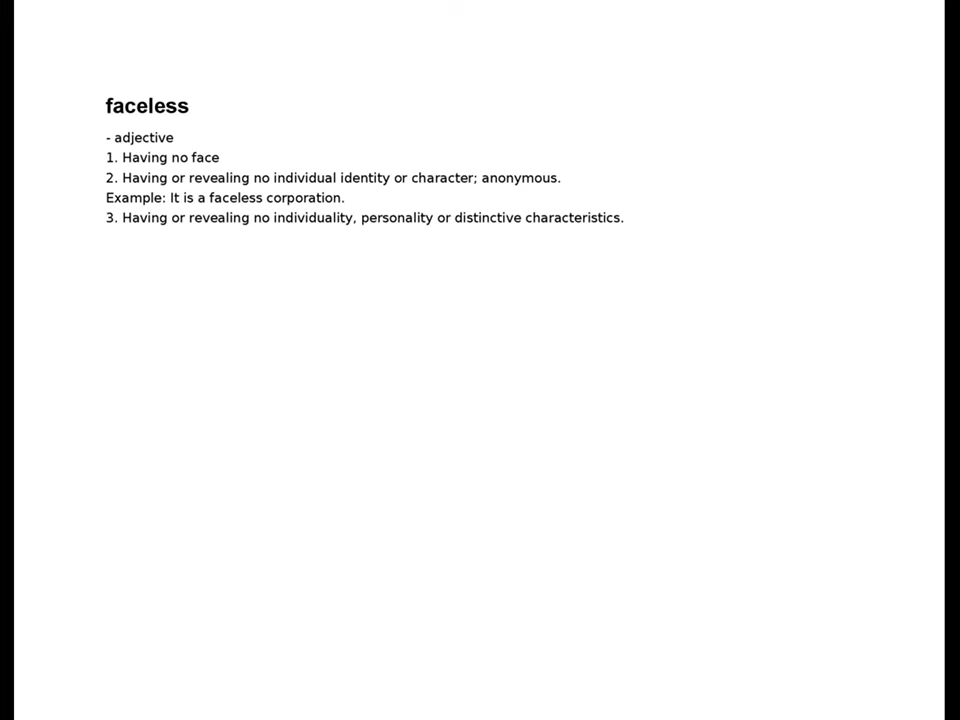 faceless
- adjective
1. Having no face
2. Having or revealing no individual identity or character; anonymous.
Example: It is a faceless corporation.
3. Having or revealing no individuality, personality or distinctive characteristics.